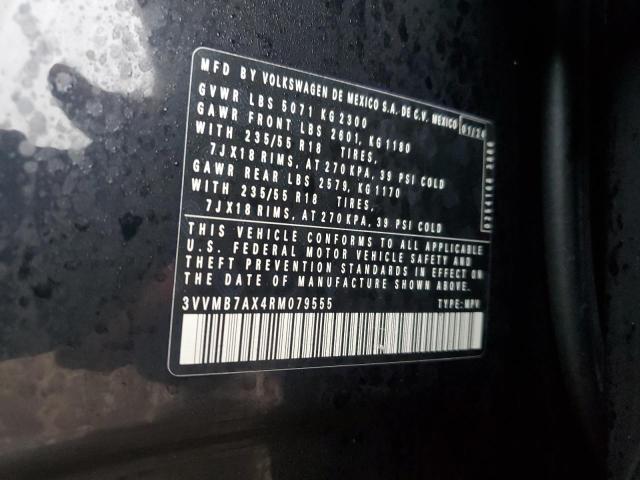 MFD BY VOLKSWAGEN DE MEXICO S.A. DE C.V. MEXICO 01/24
GVWR LBS 5071 KG 2300
GAWR FRONT LBS 2601, KG 1180
WITH 235/55 R18 TIRES,
7JX18 RIMS, AT 270 KPA, 39 PSI COLD
GAWR REAR LBS 2579, KG 1170
WITH 235/55 R18 TIRES,
7JX18 RIMS, AT 270 KPA, 39 PSI COLD
THIS VEHICLE CONFORMS TO ALL APPLICABLE
U.S. FEDERAL MOTOR VEHICLE SAFETY AND
THEFT PREVENTION STANDARDS IN EFFECT ON
THE DATE OF MANUFACTURE SHOWN ABOVE.
3VVMB7AX4RM079555 TYPE: MPV